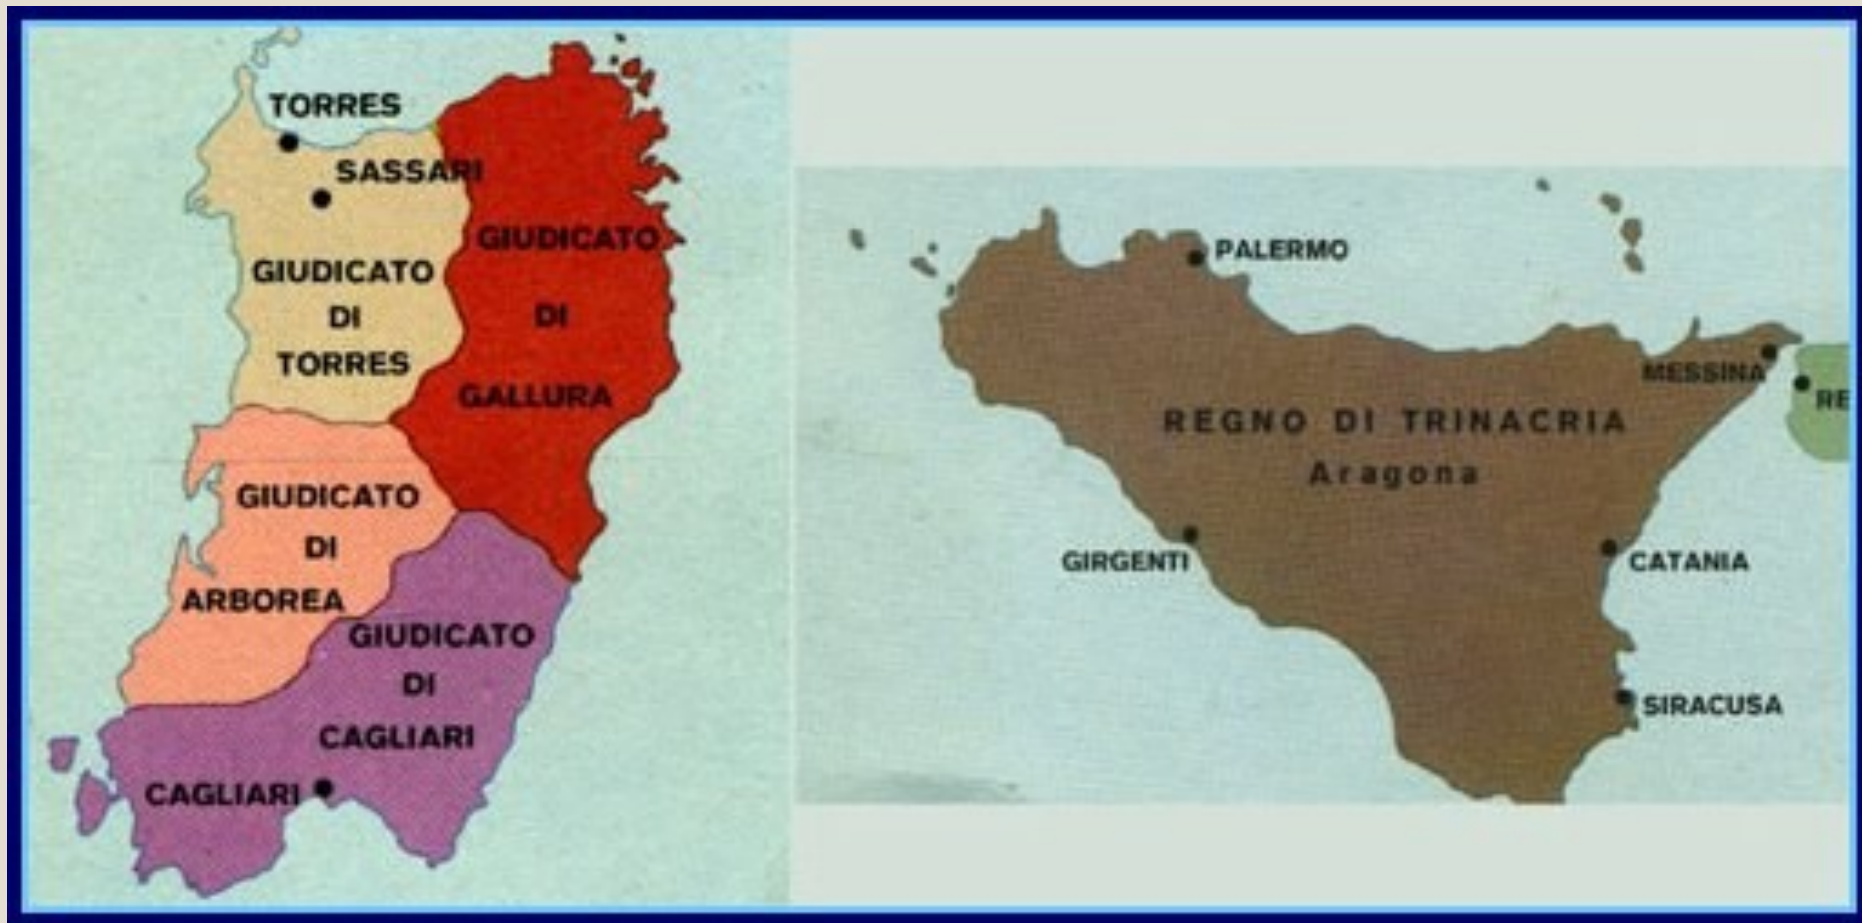 TORRES
SASSARI
GIUDICATO
DI
TORRES
GIUDICATO
DI
GALLURA
GIUDICATO
DI
ARBOREA
GIUDICATO
DI
CAGLIARI
CAGLIARI
PALERMO
MESSINA
RE
REGNO DI TRINACRIA
Aragona
GIRGENTI
CATANIA
SIRACUSA